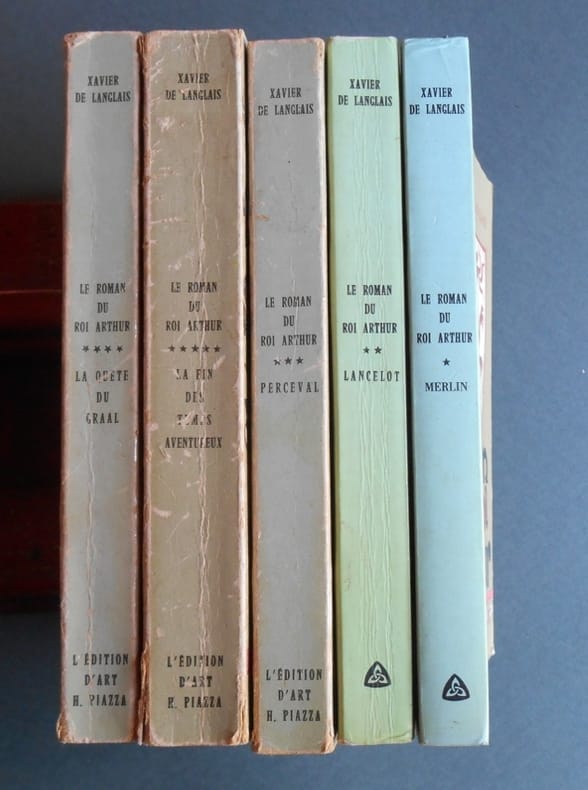 XAVIER
DE LANGLAIS
LE ROMAN
DU
ROI ARTHUR
★★★★
LA QUETE
DU
GRAAL
L'ÉDITION
D'ART
H. PIAZZA
XAVIER
DE LANGLAIS
LE ROMAN
DU
ROI ARTHUR
★★★★★
LA FIN
DES
TEMPS
AVENTUREUX
L'ÉDITION
D'ART
H. PIAZZA
XAVIER
DE LANGLAIS
LE ROMAN
DU
ROI ARTHUR
★★★
PERCEVAL
L'ÉDITION
D'ART
H. PIAZZA
XAVIER
DE LANGLAIS
LE ROMAN
DU
ROI ARTHUR
★★
LANCELOT
XAVIER
DE LANGLAIS
LE ROMAN
DU
ROI ARTHUR
★
MERLIN